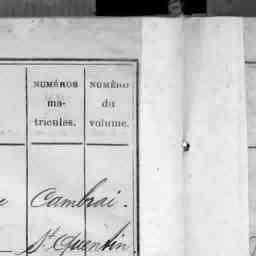 NUMÉROS NUMÉRO
ma- du
tricules. volume.
Cambrai.
St Quentin